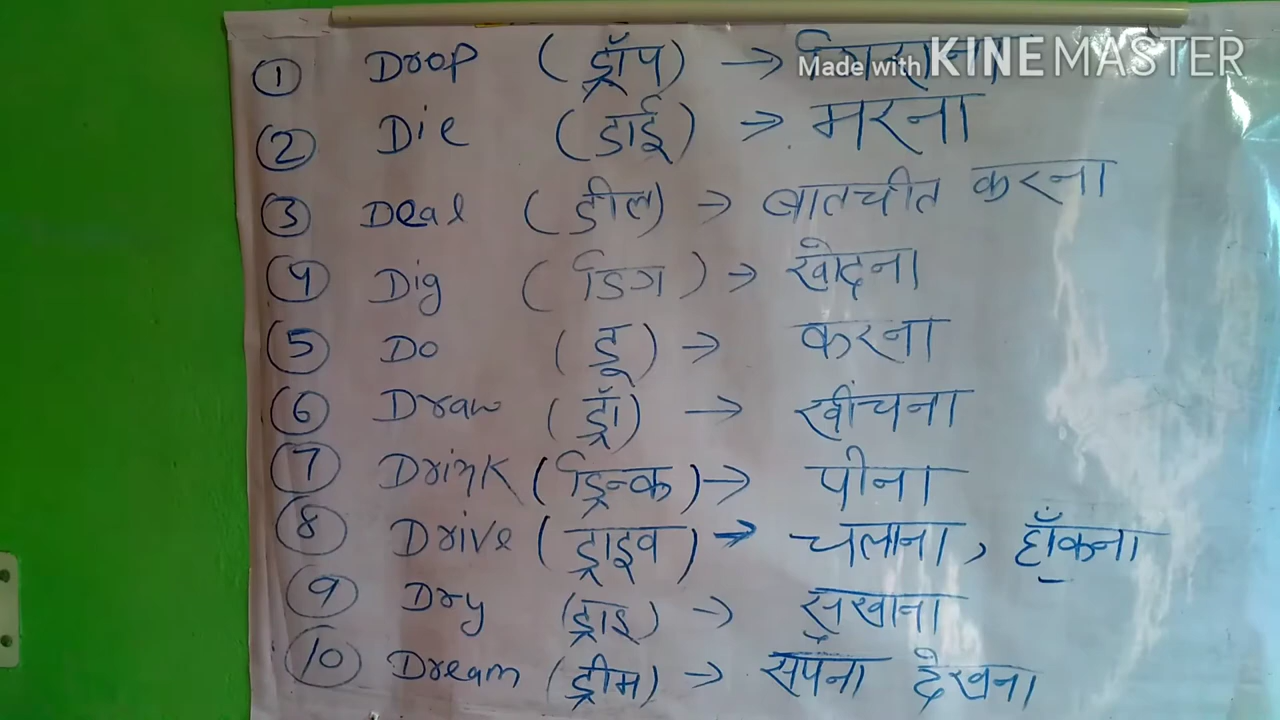 ① Drop (ड्रॉप) →
Made with KINEMASTER
② Die (डाई) → मरना
③ Deal (डील) → बातचीत करना
④ Dig (डिग) → खोदना
⑤ Do (डू) → करना
⑥ Draw (ड्रॉ) → खींचना
⑦ Drink (ड्रिन्क) → पीना
⑧ Drive (ड्राइव) → चलाना, हाँकना
⑨ Dry (ड्राइ) → सुखाना
⑩ Dream (ड्रीम) → सपना देखना